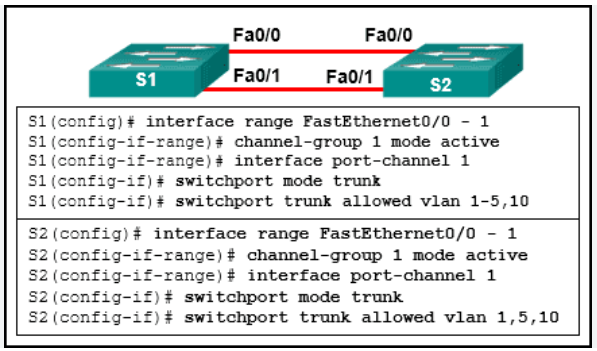 Fa0/0 Fa0/0
S1 Fa0/1 Fa0/1 S2
S1(config)# interface range FastEthernet0/0 - 1
S1(config-if-range)# channel-group 1 mode active
S1(config-if-range)# interface port-channel 1
S1(config-if)# switchport mode trunk
S1(config-if)# switchport trunk allowed vlan 1-5,10
S2(config)# interface range FastEthernet0/0 - 1
S2(config-if-range)# channel-group 1 mode active
S2(config-if-range)# interface port-channel 1
S2(config-if)# switchport mode trunk
S2(config-if)# switchport trunk allowed vlan 1,5,10